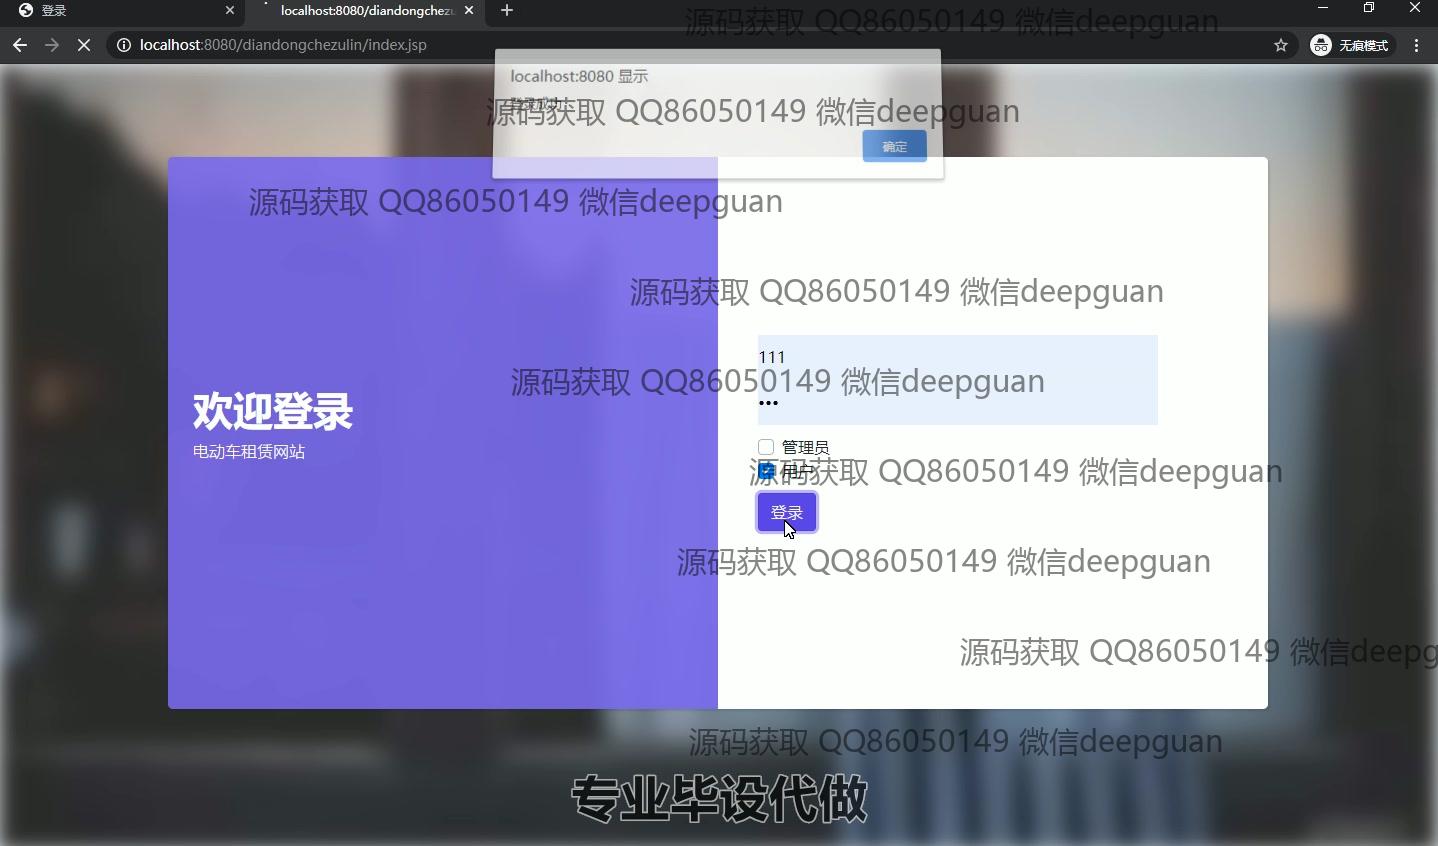 登录
localhost:8080/diandongchezu
源码获取 QQ86050149 微信deepguan
localhost:8080/diandongchezulin/index.jsp
无痕模式
localhost:8080 显示
登录成功
源码获取 QQ86050149 微信deepguan
确定
源码获取 QQ86050149 微信deepguan
源码获取 QQ86050149 微信deepguan
111
源码获取 QQ86050149 微信deepguan
欢迎登录
电动车租赁网站
管理员
用户
源码获取 QQ86050149 微信deepguan
登录
源码获取 QQ86050149 微信deepguan
源码获取 QQ86050149 微信deepg
源码获取 QQ86050149 微信deepguan
专业毕设代做